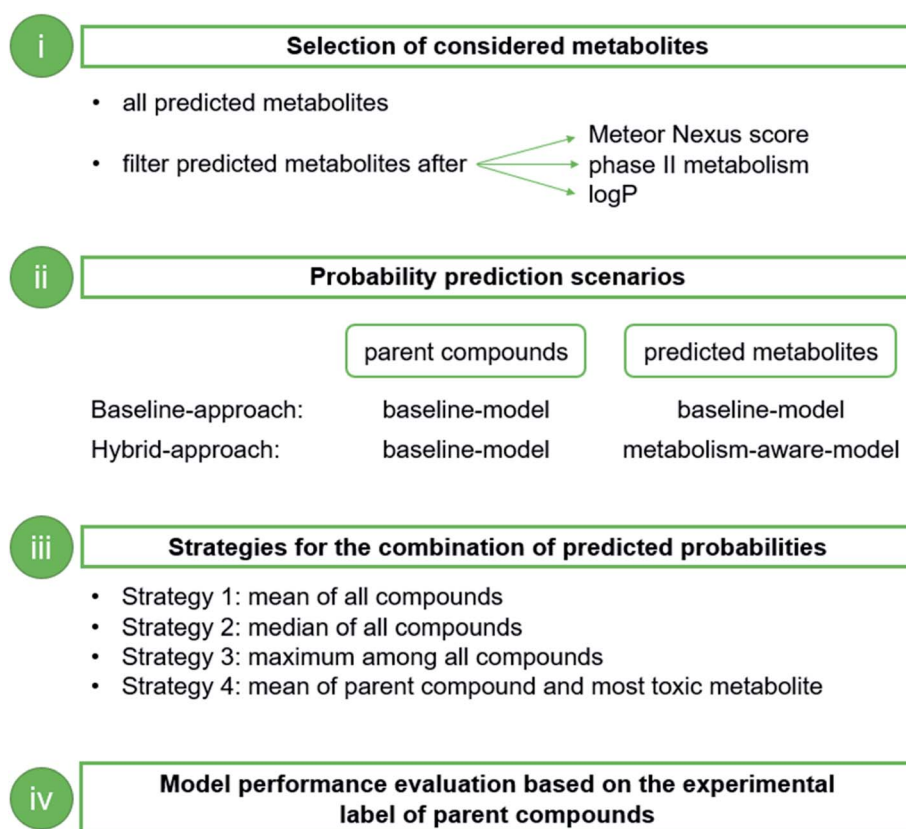 i
Selection of considered metabolites
• all predicted metabolites
• filter predicted metabolites after
Meteor Nexus score
phase II metabolism
logP
ii
Probability prediction scenarios
parent compounds predicted metabolites
Baseline-approach: baseline-model baseline-model
Hybrid-approach: baseline-model metabolism-aware-model
iii
Strategies for the combination of predicted probabilities
• Strategy 1: mean of all compounds
• Strategy 2: median of all compounds
• Strategy 3: maximum among all compounds
• Strategy 4: mean of parent compound and most toxic metabolite
iv
Model performance evaluation based on the experimental
label of parent compounds